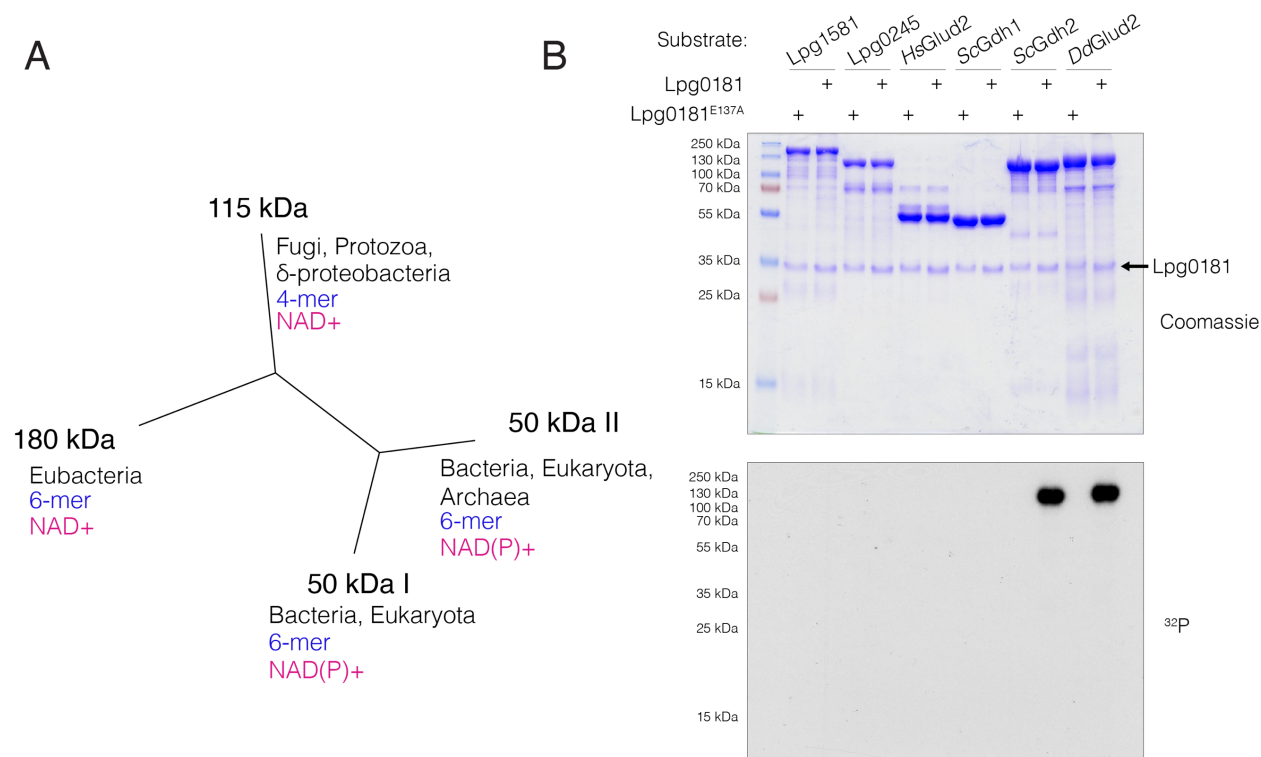 A
115 kDa
Fugi, Protozoa,
δ-proteobacteria
4-mer
NAD+
180 kDa
Eubacteria
6-mer
NAD+
50 kDa II
Bacteria, Eukaryota,
Archaea
6-mer
NAD(P)+
50 kDa I
Bacteria, Eukaryota
6-mer
NAD(P)+
B
Substrate: Lpg1581 Lpg0245 HsGlud2 ScGdh1 ScGdh2 DdGlud2
Lpg0181 + + + + + +
Lpg0181E137A + + + + + +
250 kDa
130 kDa
100 kDa
70 kDa
55 kDa
35 kDa
25 kDa
15 kDa
Lpg0181
Coomassie
250 kDa
130 kDa
100 kDa
70 kDa
55 kDa
35 kDa
25 kDa
15 kDa
32P